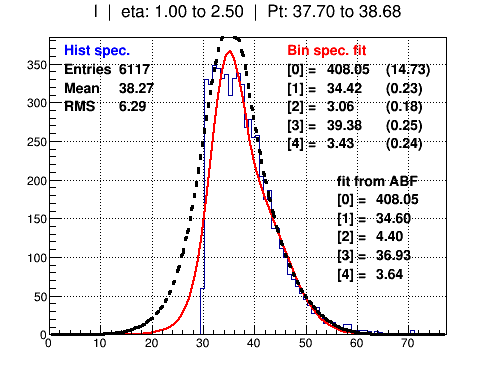 I | eta: 1.00 to 2.50 | Pt: 37.70 to 38.68
Hist spec.
Entries 6117
Mean 38.27
RMS 6.29
Bin spec. fit
[0] = 408.05 (14.73)
[1] = 34.42 (0.23)
[2] = 3.06 (0.18)
[3] = 39.38 (0.25)
[4] = 3.43 (0.24)
fit from ABF
[0] = 408.05
[1] = 34.60
[2] = 4.40
[3] = 36.93
[4] = 3.64
350
300
250
200
150
100
50
0
0 10 20 30 40 50 60 70